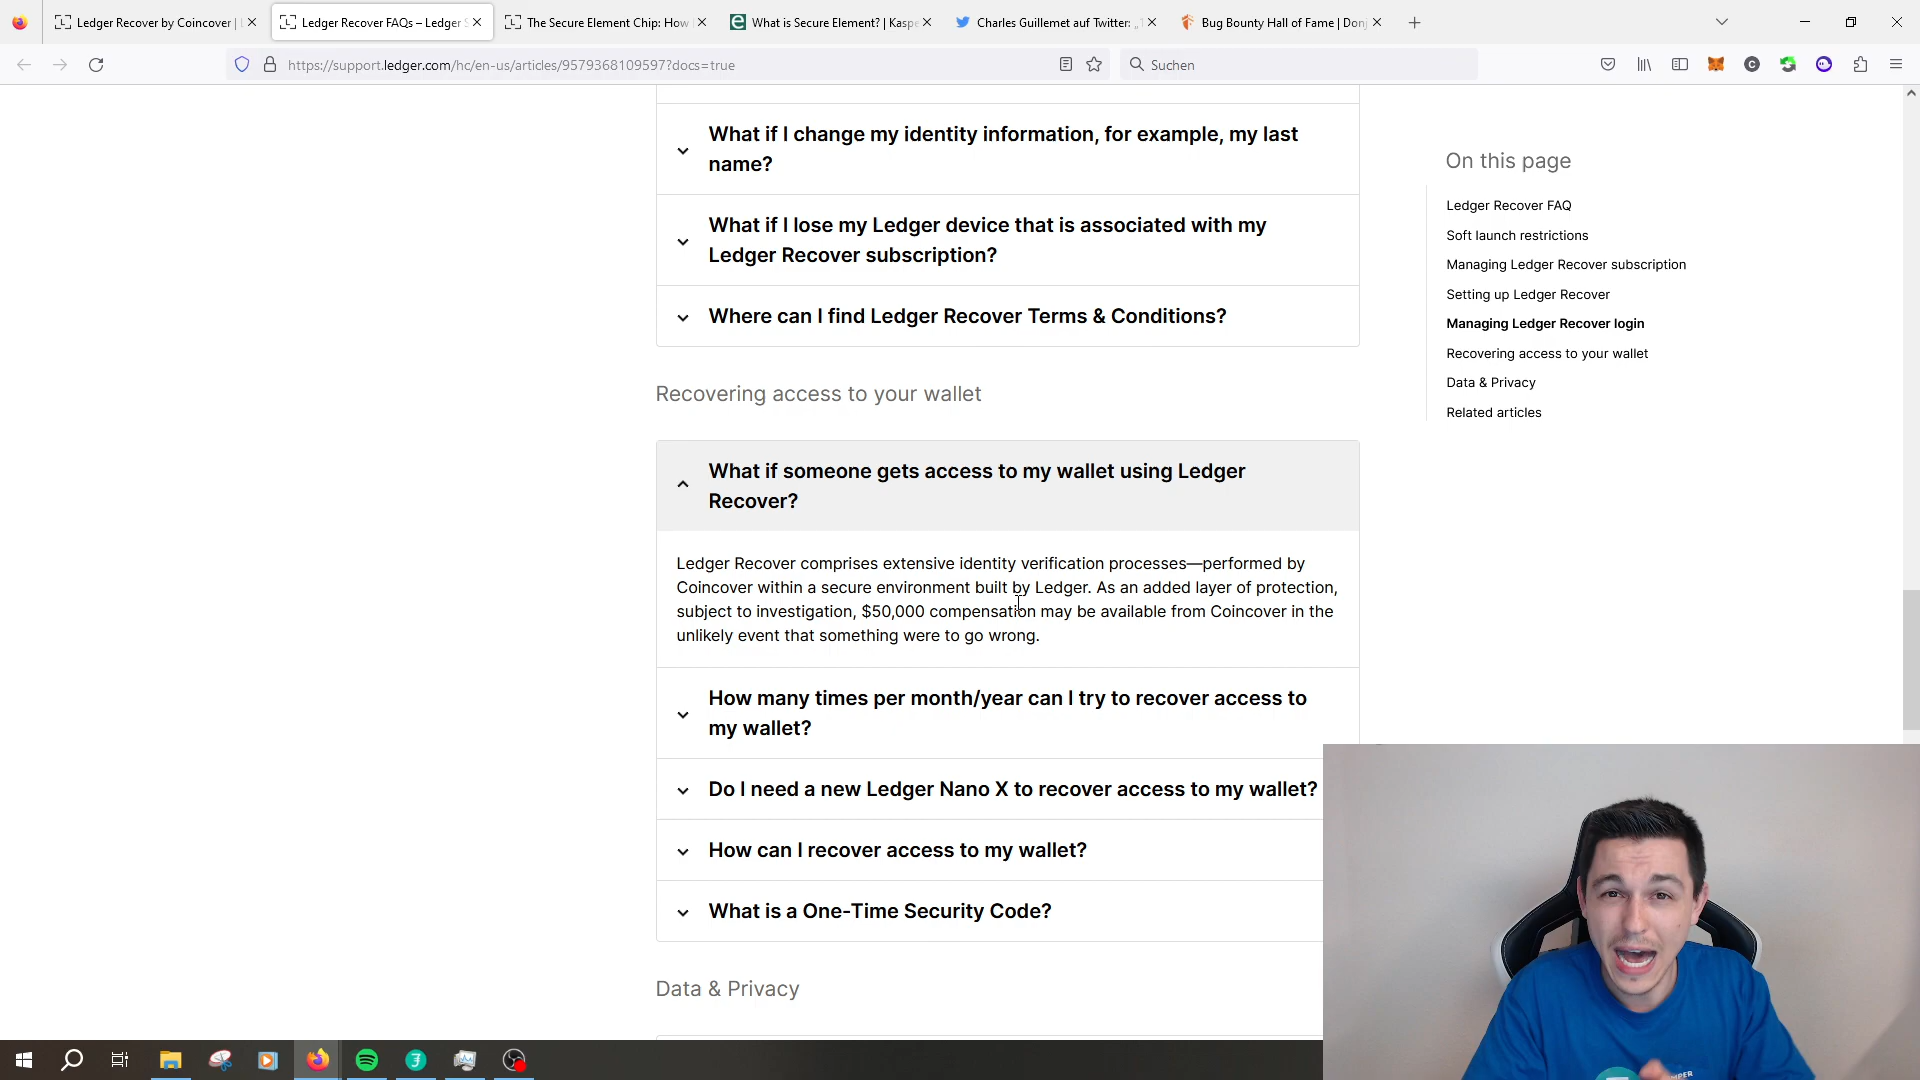 Ledger Recover by Coincover |
Ledger Recover FAQs – Ledger S
The Secure Element Chip: How
What is Secure Element? | Kaspe
Charles Guillemet auf Twitter: „
Bug Bounty Hall of Fame | Donj
https://support.ledger.com/hc/en-us/articles/9579368109597?docs=true
Suchen
What if I change my identity information, for example, my last
name?
What if I lose my Ledger device that is associated with my
Ledger Recover subscription?
Where can I find Ledger Recover Terms & Conditions?
Recovering access to your wallet
What if someone gets access to my wallet using Ledger
Recover?
Ledger Recover comprises extensive identity verification processes—performed by
Coincover within a secure environment built by Ledger. As an added layer of protection,
subject to investigation, $50,000 compensation may be available from Coincover in the
unlikely event that something were to go wrong.
How many times per month/year can I try to recover access to
my wallet?
Do I need a new Ledger Nano X to recover access to my wallet?
How can I recover access to my wallet?
What is a One-Time Security Code?
Data & Privacy
On this page
Ledger Recover FAQ
Soft launch restrictions
Managing Ledger Recover subscription
Setting up Ledger Recover
Managing Ledger Recover login
Recovering access to your wallet
Data & Privacy
Related articles